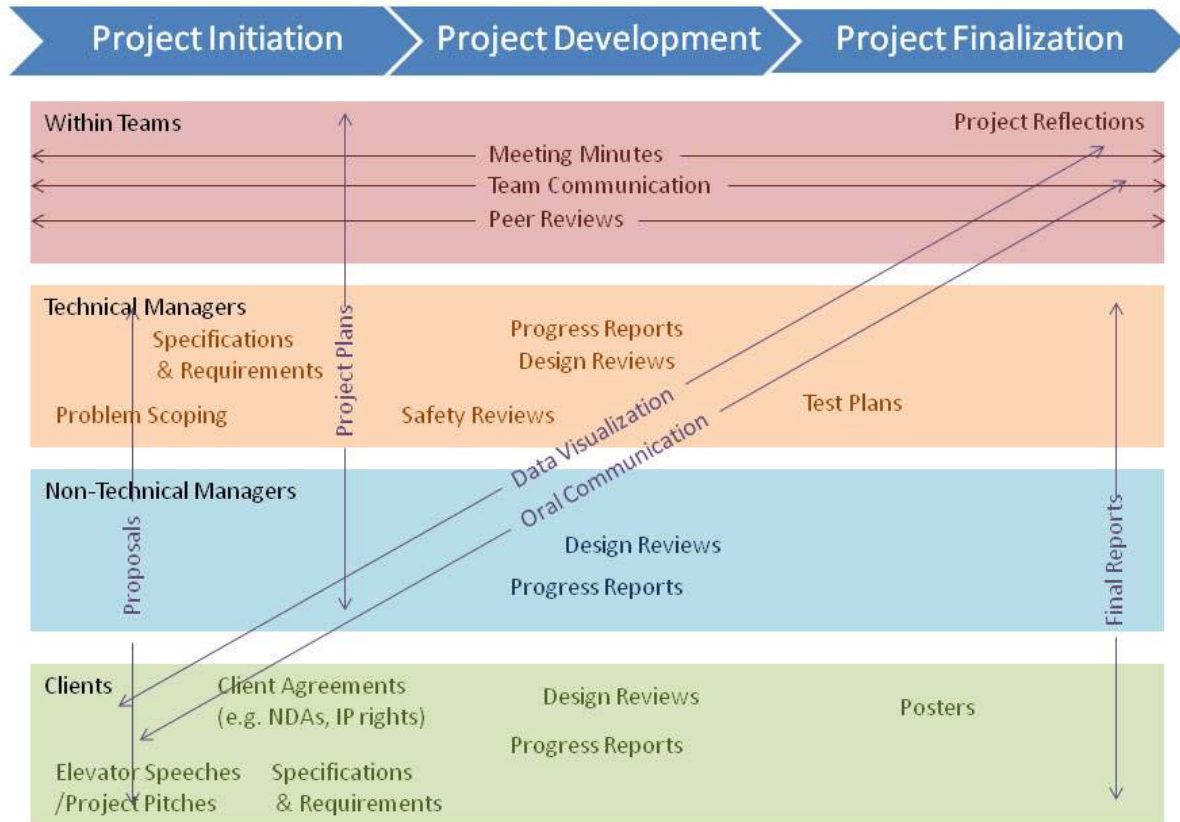 Project Initiation
Project Development
Project Finalization
Within Teams
Project Reflections
Meeting Minutes
Team Communication
Peer Reviews
Technical Managers
Specifications
& Requirements
Problem Scoping
Project Plans
Progress Reports
Design Reviews
Safety Reviews
Test Plans
Data Visualization
Oral Communication
Non-Technical Managers
Proposals
Design Reviews
Progress Reports
Final Reports
Clients
Client Agreements
(e.g. NDAs, IP rights)
Design Reviews
Progress Reports
Posters
Elevator Speeches
/Project Pitches
Specifications
& Requirements